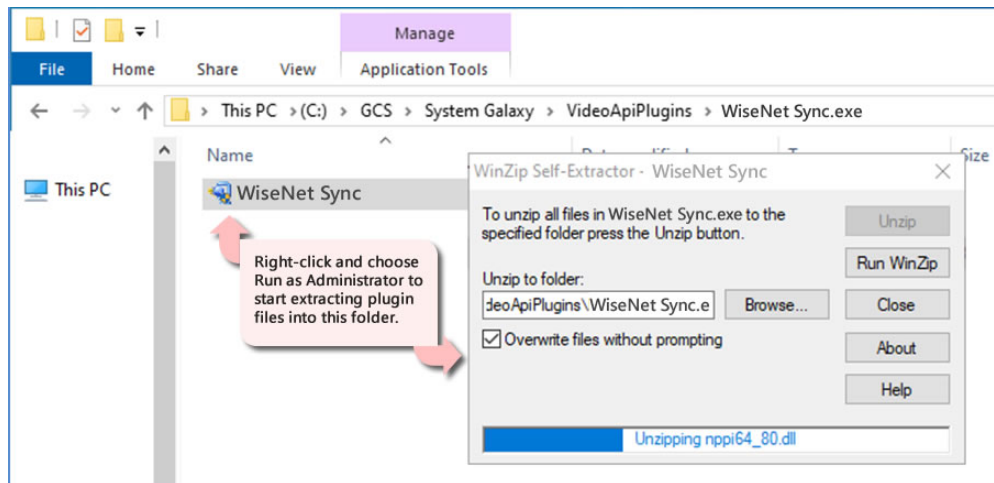 Manage
File
Home
Share
View
Application Tools
This PC > (C:) > GCS > System Galaxy > VideoApiPlugins > WiseNet Sync.exe
Name
Size
This PC
WiseNet Sync
Right-click and choose
Run as Administrator to
start extracting plugin
files into this folder.
WinZip Self-Extractor - WiseNet Sync
To unzip all files in WiseNet Sync.exe to the
specified folder press the Unzip button.
Unzip to folder:
deoApiPlugins\WiseNet Sync.e
Browse...
Overwrite files without prompting
Unzip
Run WinZip
Close
About
Help
Unzipping nppi64_80.dll